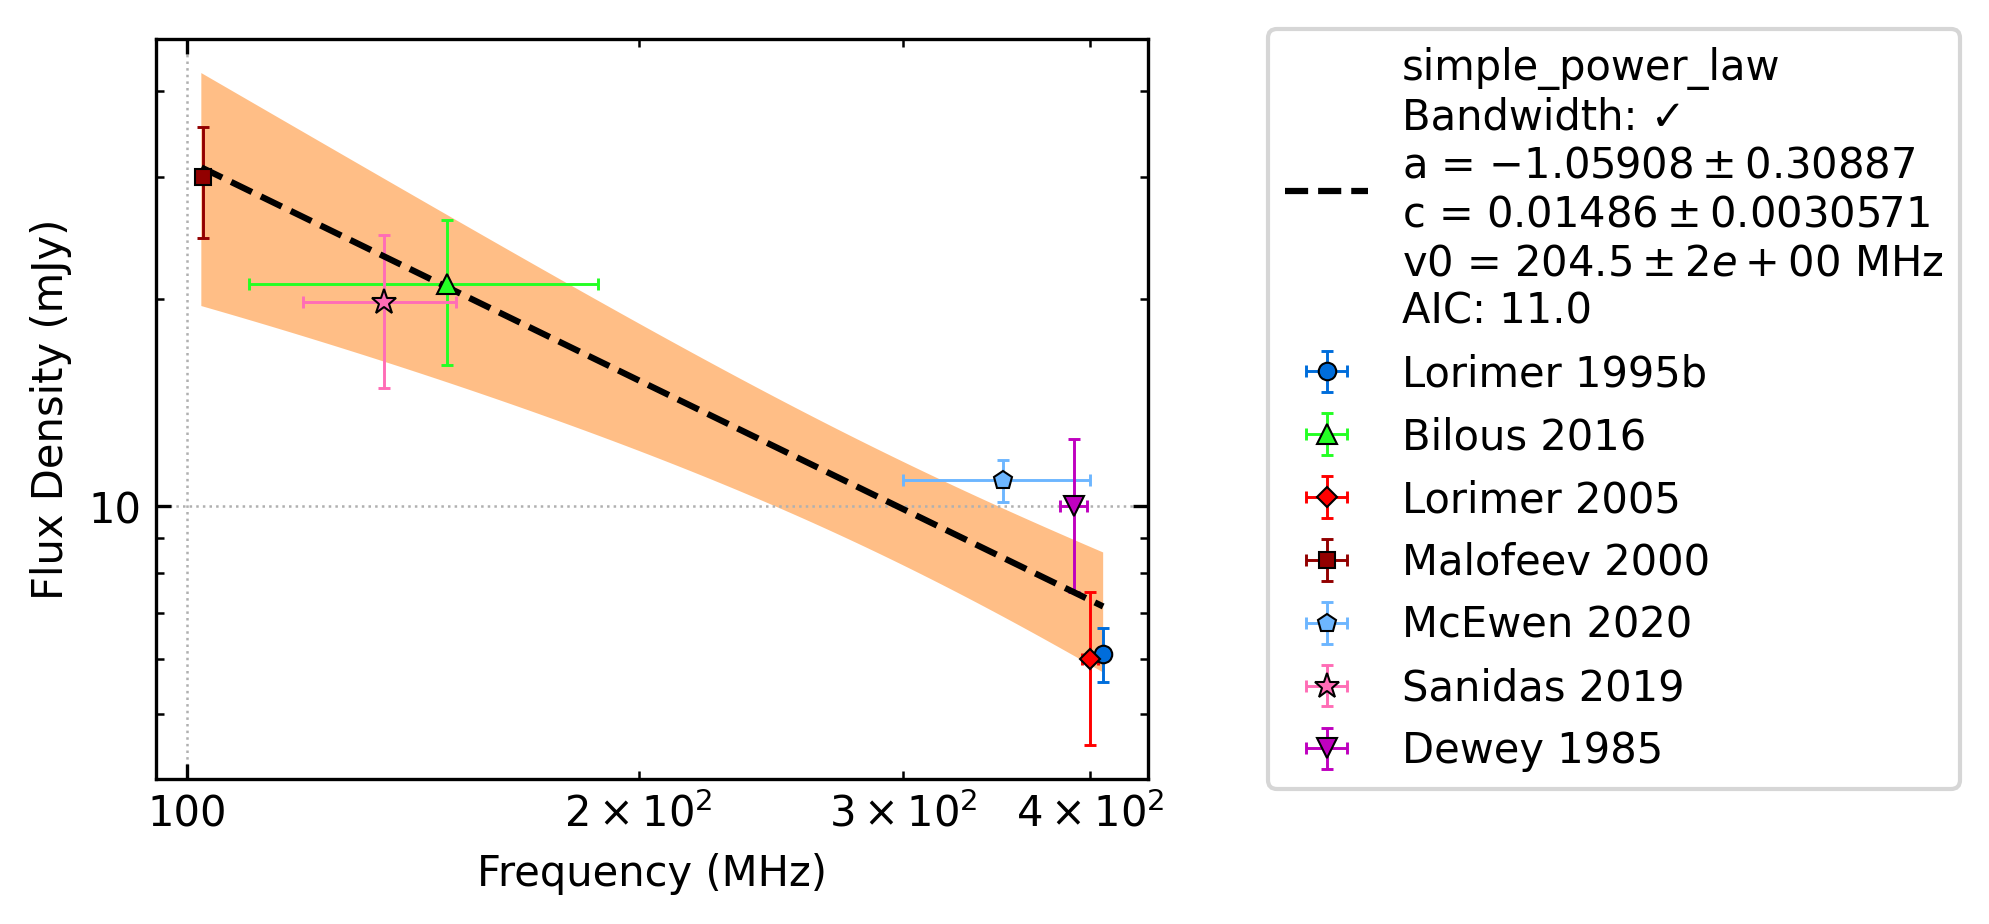 Flux Density (mJy)
10
100
2 × 10²
3 × 10²
4 × 10²
Frequency (MHz)
simple_power_law
Bandwidth: ✓
a = −1.05908 ± 0.30887
c = 0.01486 ± 0.0030571
v0 = 204.5 ± 2e + 00 MHz
AIC: 11.0
Lorimer 1995b
Bilous 2016
Lorimer 2005
Malofeev 2000
McEwen 2020
Sanidas 2019
Dewey 1985